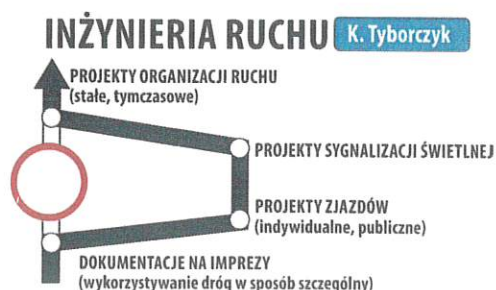 INŻYNIERIA RUCHU K. Tyborczyk
PROJEKTY ORGANIZACJI RUCHU
(stałe, tymczasowe)
PROJEKTY SYGNALIZACJI ŚWIETLNEJ
PROJEKTY ZJAZDÓW
(indywidualne, publiczne)
DOKUMENTACJE NA IMPREZY
(wykorzystywanie dróg w sposób szczególny)